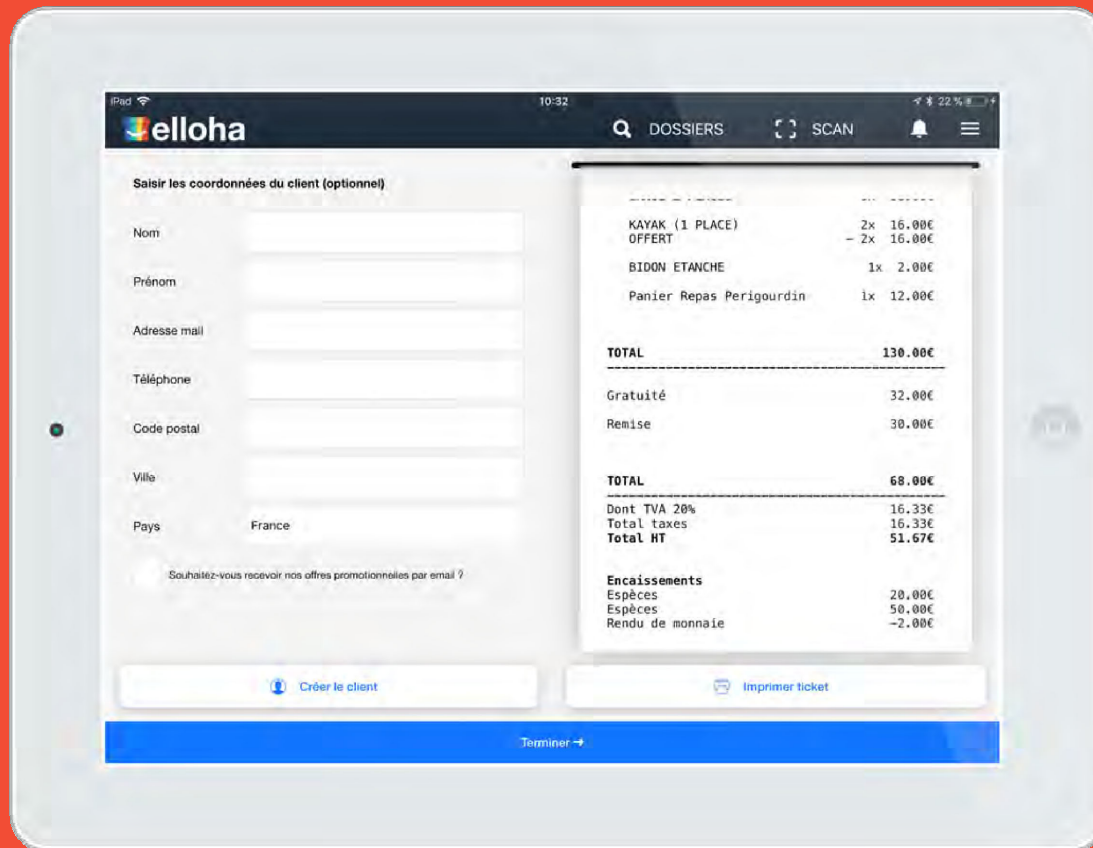 iPad 10:32 22 %
elloha
DOSSIERS SCAN
Saisir les coordonnées du client (optionnel)
Nom
Prénom
Adresse mail
Téléphone
Code postal
Ville
Pays France
Souhaitez-vous recevoir nos offres promotionnelles par email ?
Créer le client
KAYAK (1 PLACE) 2x 16.00€
OFFERT - 2x 16.00€
BIDON ETANCHE 1x 2.00€
Panier Repas Perigourdin 1x 12.00€
TOTAL 130.00€
Gratuité 32.00€
Remise 30.00€
TOTAL 68.00€
Dont TVA 20% 16.33€
Total taxes 16.33€
Total HT 51.67€
Encaissements
Espèces 20.00€
Espèces 50.00€
Rendu de monnaie -2.00€
Imprimer ticket
Terminer →